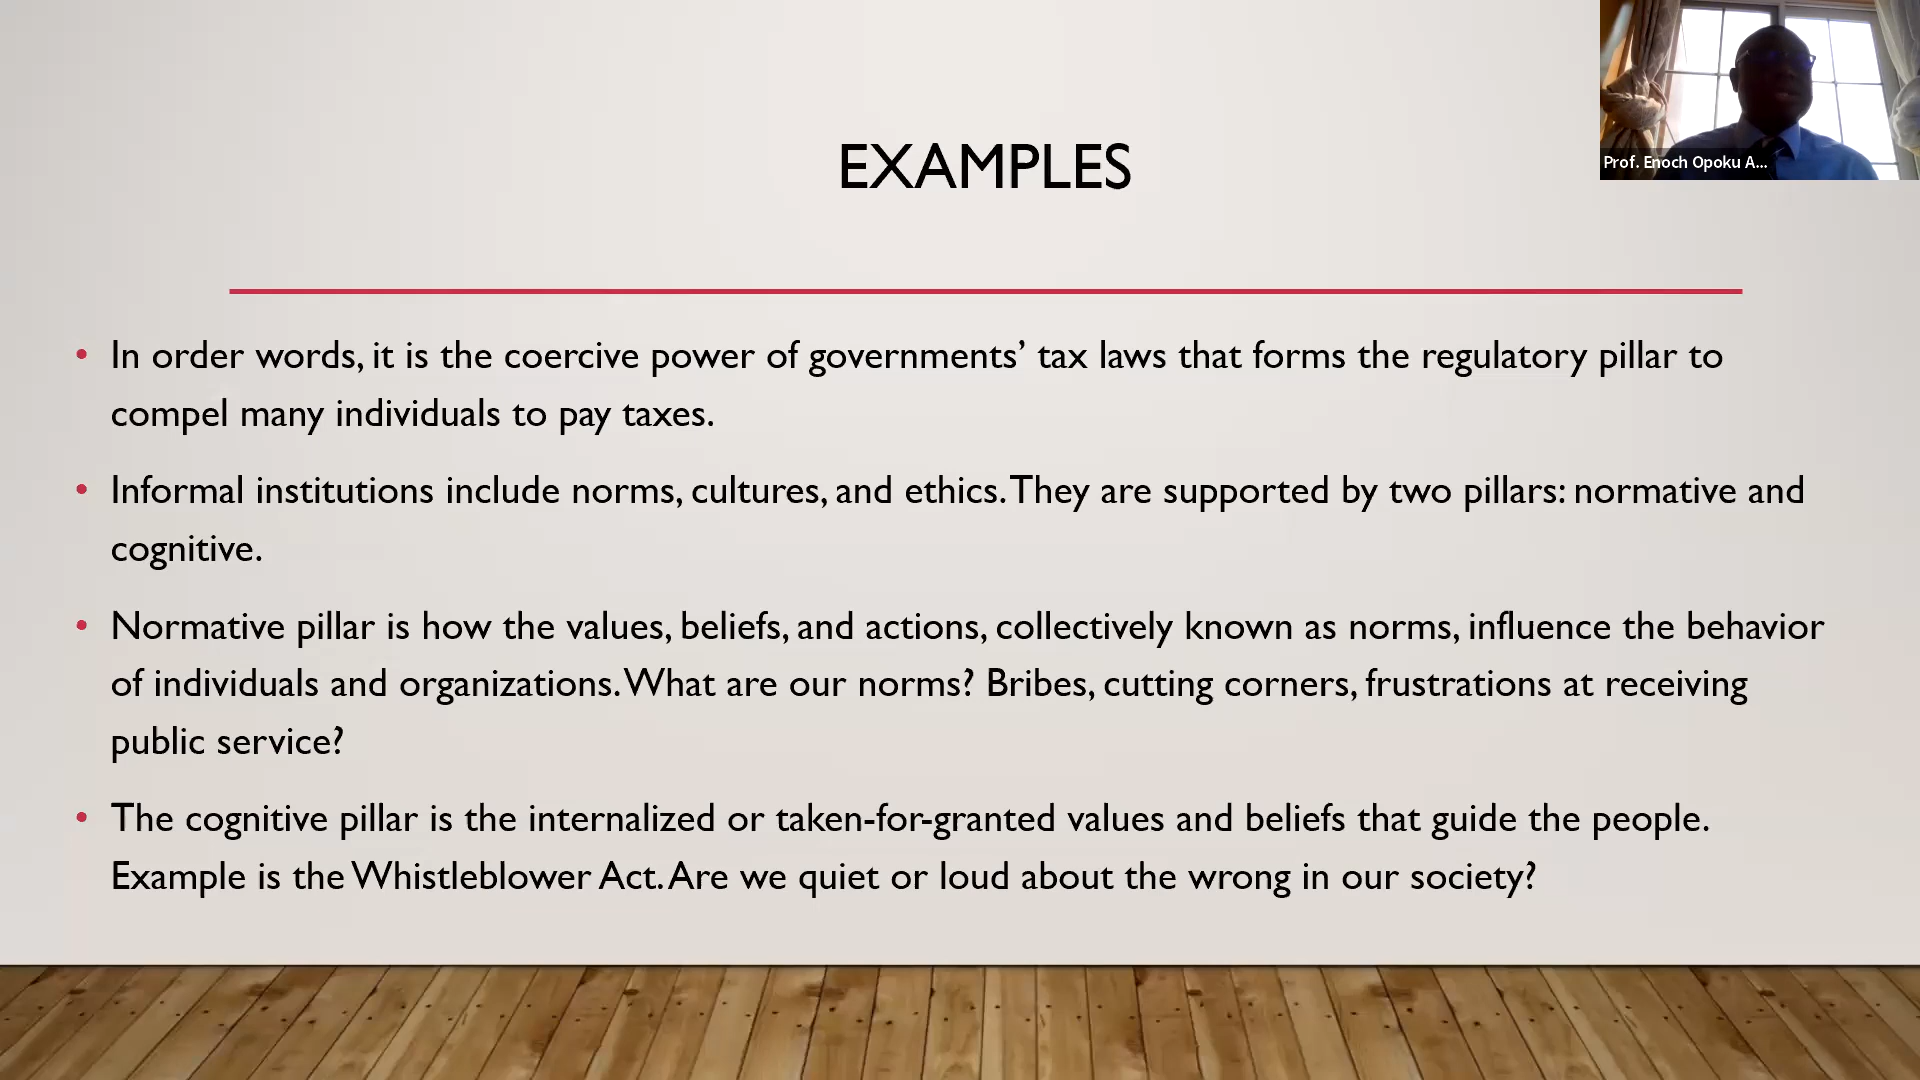 EXAMPLES
Prof. Enoch Opoku A...
• In order words, it is the coercive power of governments’ tax laws that forms the regulatory pillar to
compel many individuals to pay taxes.
• Informal institutions include norms, cultures, and ethics. They are supported by two pillars: normative and
cognitive.
• Normative pillar is how the values, beliefs, and actions, collectively known as norms, influence the behavior
of individuals and organizations. What are our norms? Bribes, cutting corners, frustrations at receiving
public service?
• The cognitive pillar is the internalized or taken-for-granted values and beliefs that guide the people.
Example is the Whistleblower Act. Are we quiet or loud about the wrong in our society?